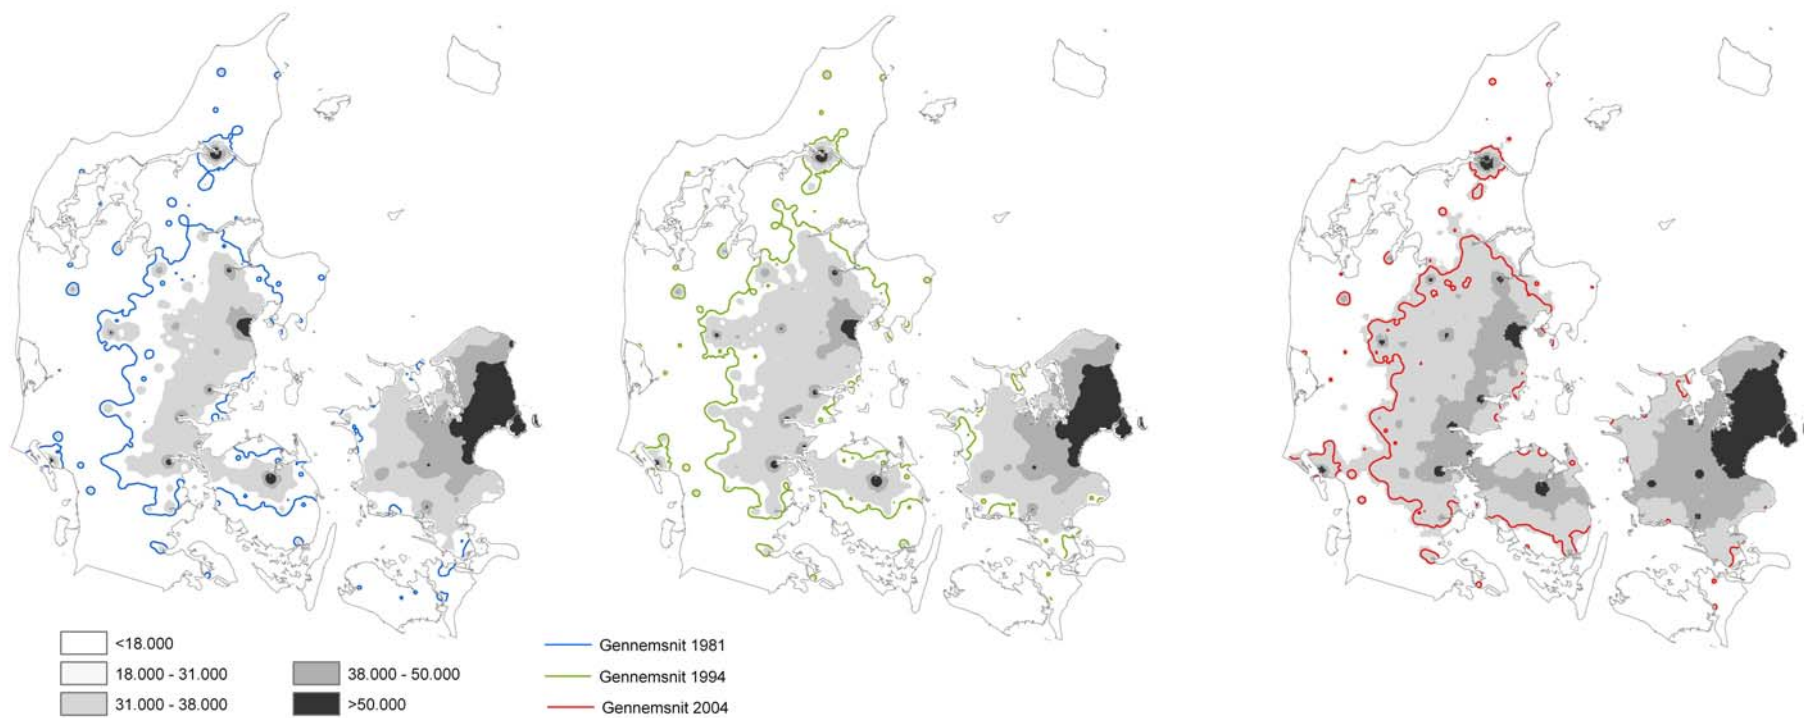 <18.000
18.000 - 31.000
31.000 - 38.000
38.000 - 50.000
>50.000
Gennemsnit 1981
Gennemsnit 1994
Gennemsnit 2004